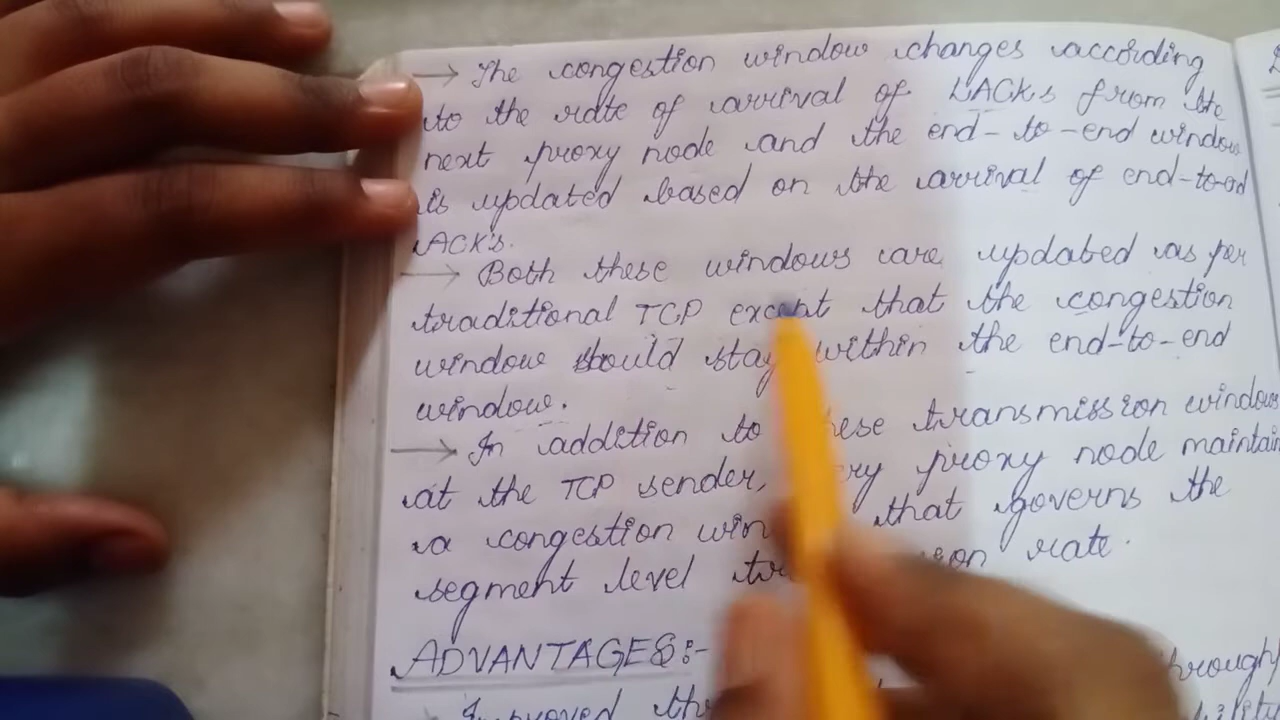 → The congestion window changes according
to the rate of arrival of LACKs from the
next proxy node and the end-to-end window
is updated based on the arrival of end-to-end
ACK's.
→ Both these windows are updated as per
traditional TCP except that the congestion
window should stay within the end-to-end
window.
→ In addition to these transmission windows
at the TCP sender, proxy node maintain
a congestion that governs the
segment level rate.
ADVANTAGES:-
Improved